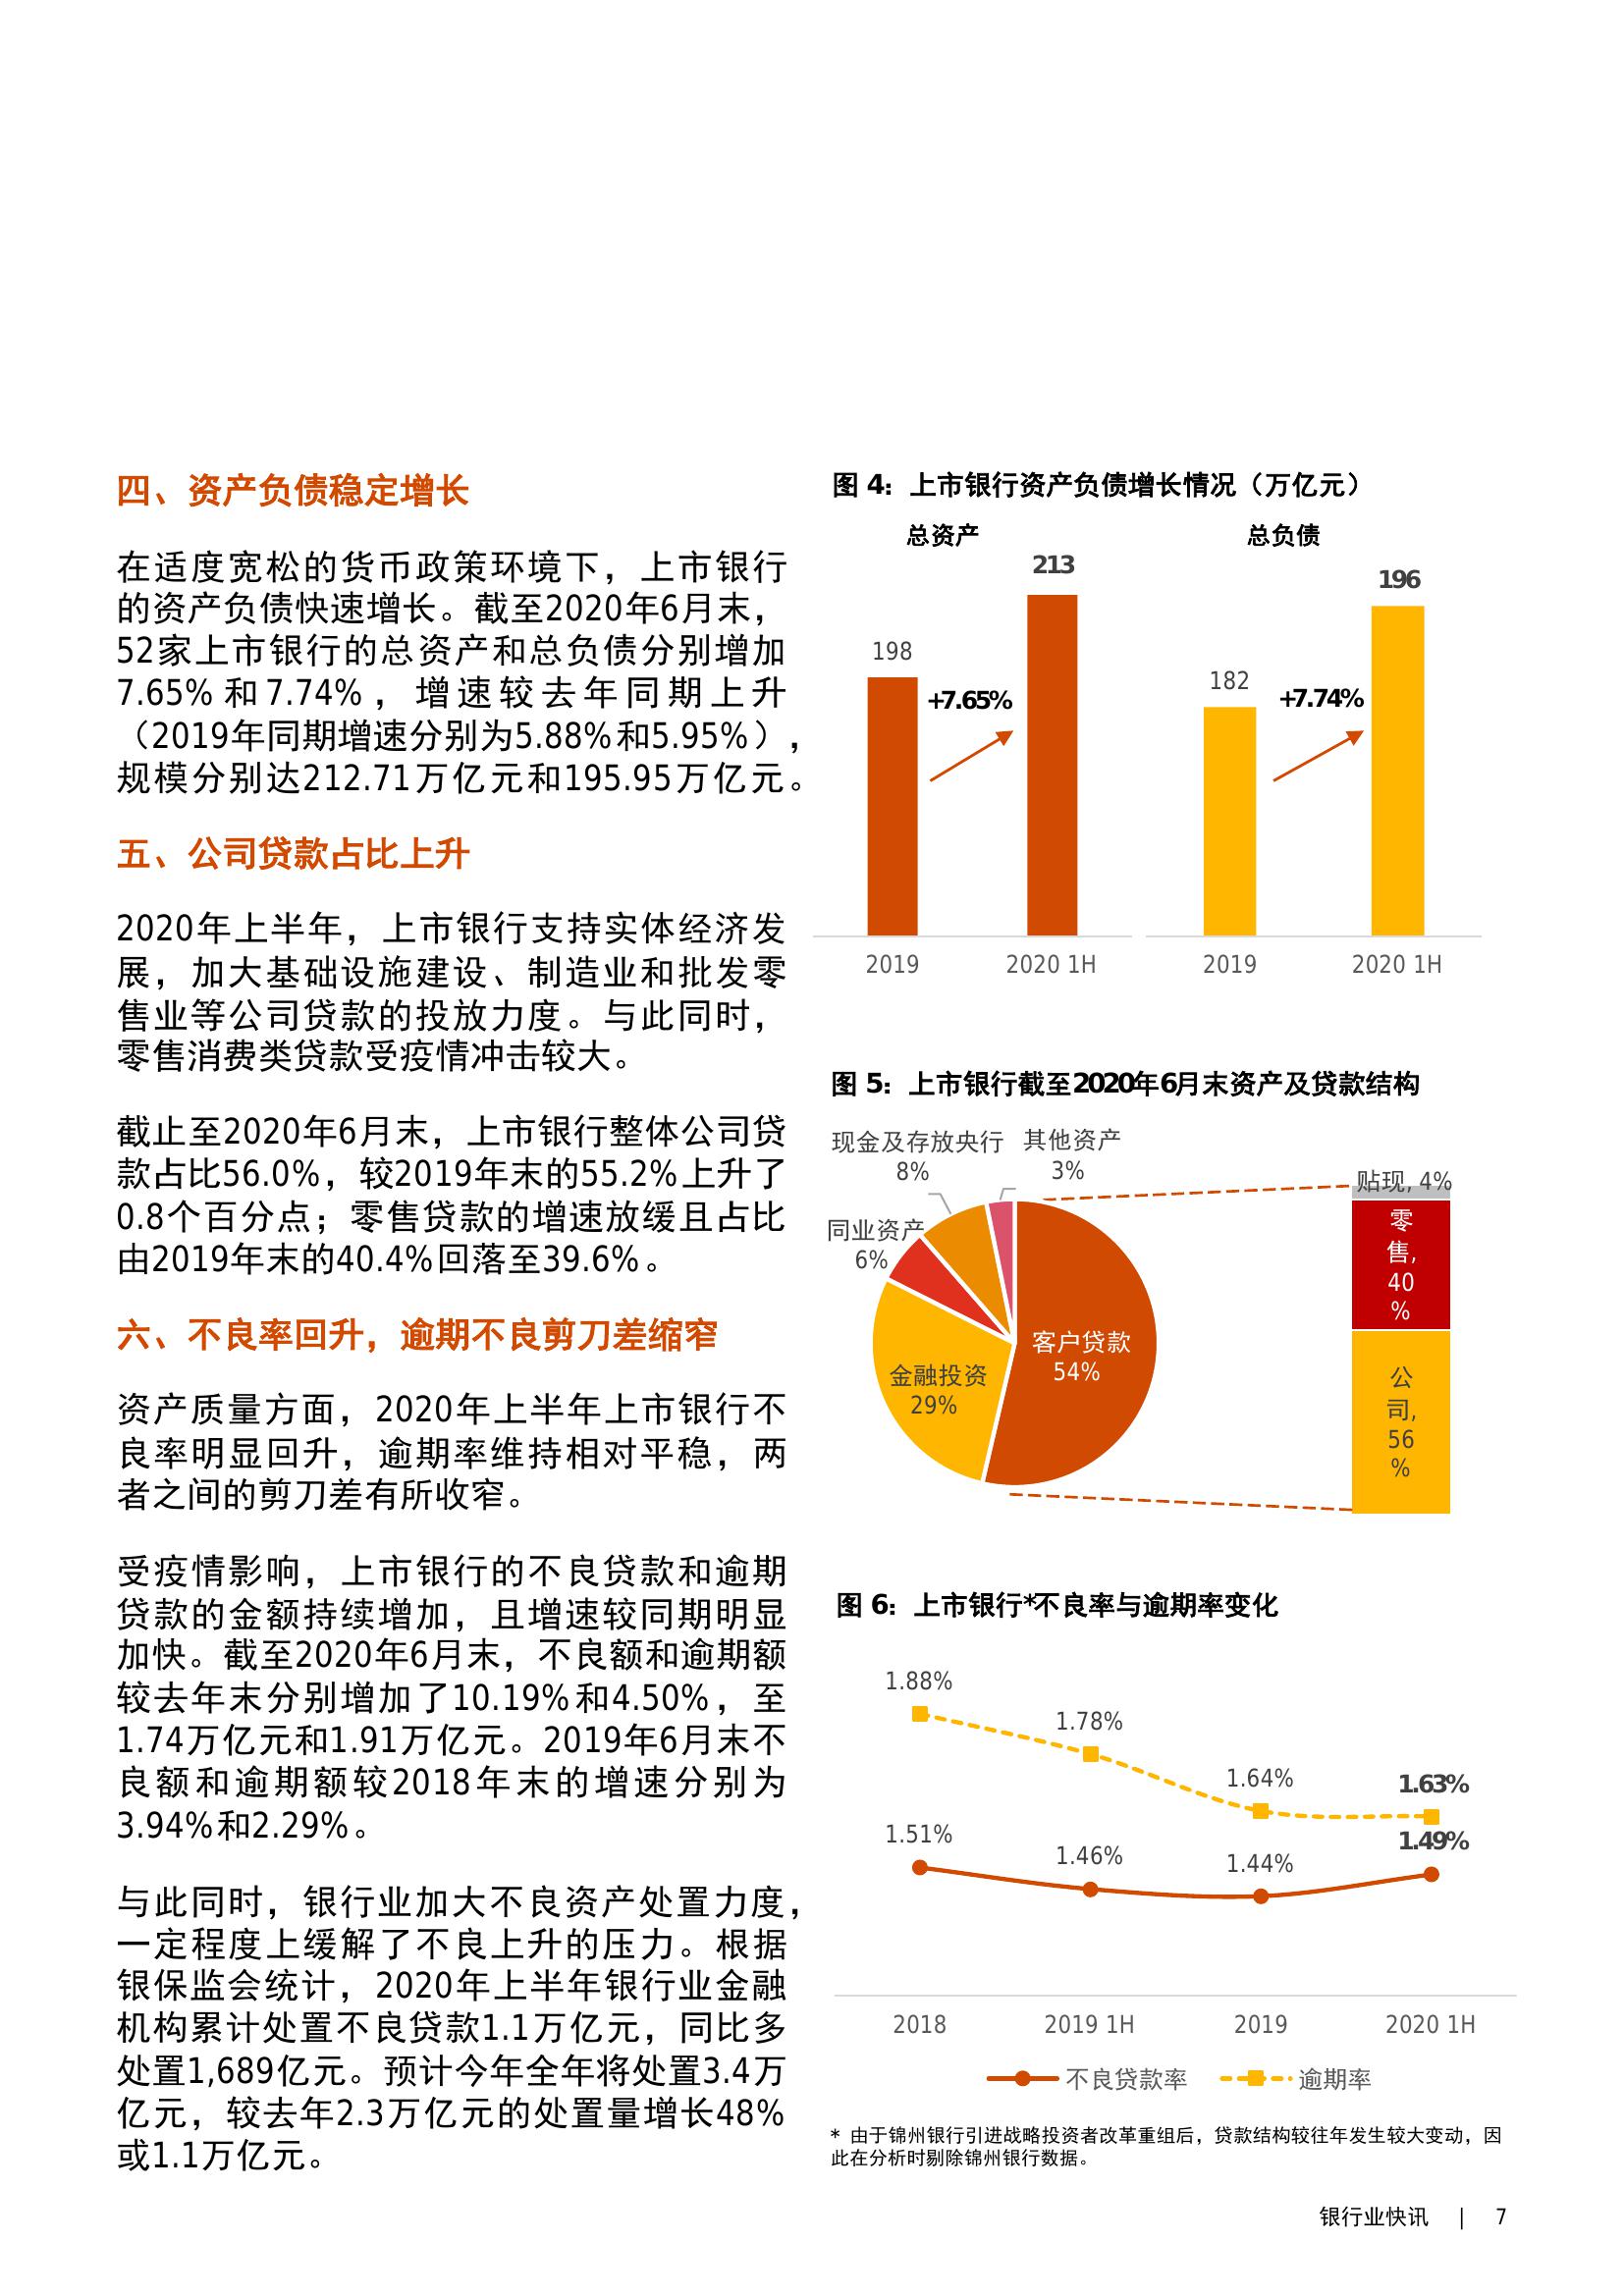 四、资产负债稳定增长
在适度宽松的货币政策环境下，上市银行
的资产负债快速增长。截至2020年6月末，
52家上市银行的总资产和总负债分别增加
7.65%和7.74%，增速较去年同期上升
（2019年同期增速分别为5.88%和5.95%），
规模分别达212.71万亿元和195.95万亿元。
五、公司贷款占比上升
2020年上半年，上市银行支持实体经济发
展，加大基础设施建设、制造业和批发零
售业等公司贷款的投放力度。与此同时，
零售消费类贷款受疫情冲击较大。
截止至2020年6月末，上市银行整体公司贷
款占比56.0%，较2019年末的55.2%上升了
0.8个百分点；零售贷款的增速放缓且占比
由2019年末的40.4%回落至39.6%。
六、不良率回升，逾期不良剪刀差缩窄
资产质量方面，2020年上半年上市银行不
良率明显回升，逾期率维持相对平稳，两
者之间的剪刀差有所收窄。
受疫情影响，上市银行的不良贷款和逾期
贷款的金额持续增加，且增速较同期明显
加快。截至2020年6月末，不良额和逾期额
较去年末分别增加了10.19%和4.50%，至
1.74万亿元和1.91万亿元。2019年6月末不
良额和逾期额较2018年末的增速分别为
3.94%和2.29%。
与此同时，银行业加大不良资产处置力度，
一定程度上缓解了不良上升的压力。根据
银保监会统计，2020年上半年银行业金融
机构累计处置不良贷款1.1万亿元，同比多
处置1,689亿元。预计今年全年将处置3.4万
亿元，较去年2.3万亿元的处置量增长48%
或1.1万亿元。
图 4：上市银行资产负债增长情况（万亿元）
总资产
总负债
213
196
198
182
+7.65%
+7.74%
2019
2020 1H
2019
2020 1H
图 5：上市银行截至2020年6月末资产及贷款结构
现金及存放央行
8%
其他资产
3%
同业资产
6%
金融投资
29%
客户贷款
54%
贴现, 4%
零
售,
40
%
公
司,
56
%
图 6：上市银行*不良率与逾期率变化
1.88%
1.78%
1.64%
1.63%
1.51%
1.46%
1.44%
1.49%
2018
2019 1H
2019
2020 1H
不良贷款率
逾期率
* 由于锦州银行引进战略投资者改革重组后，贷款结构较往年发生较大变动，因
此在分析时剔除锦州银行数据。
银行业快讯 | 7